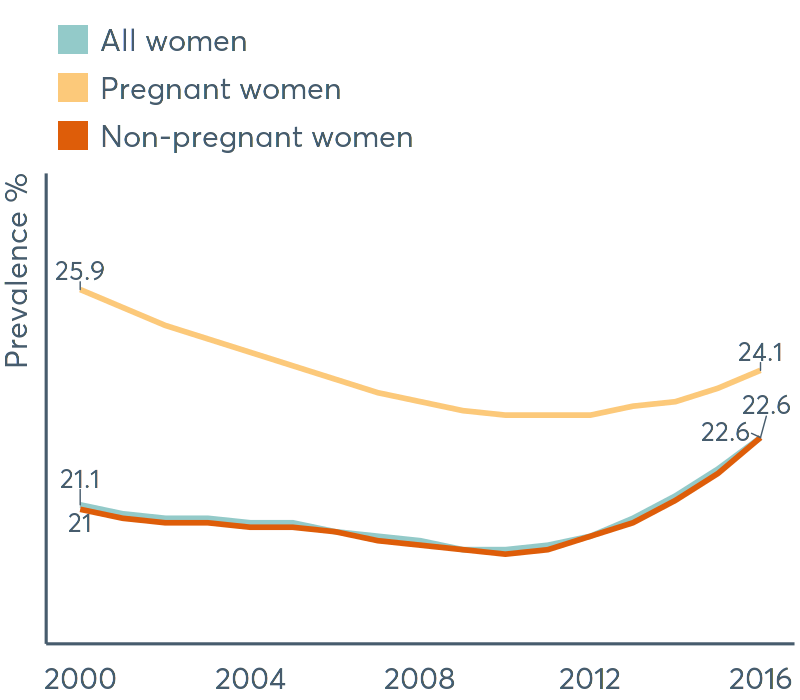 All women
Pregnant women
Non-pregnant women
Prevalence %
25.9
24.1
22.6
22.6
21.1
21
2000 2004 2008 2012 2016